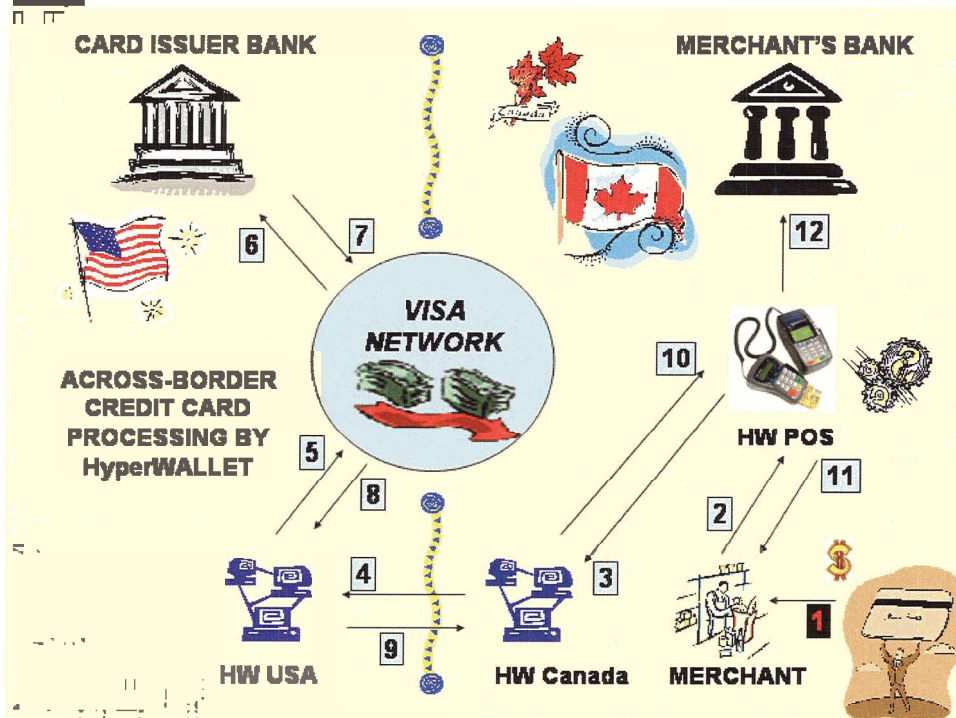 CARD ISSUER BANK
MERCHANT'S BANK
Canada
6
7
12
VISA
NETWORK
10
ACROSS-BORDER
CREDIT CARD
PROCESSING BY
HyperWALLET
HW POS
5
11
8
2
4
3
1
9
HW USA
HW Canada
MERCHANT